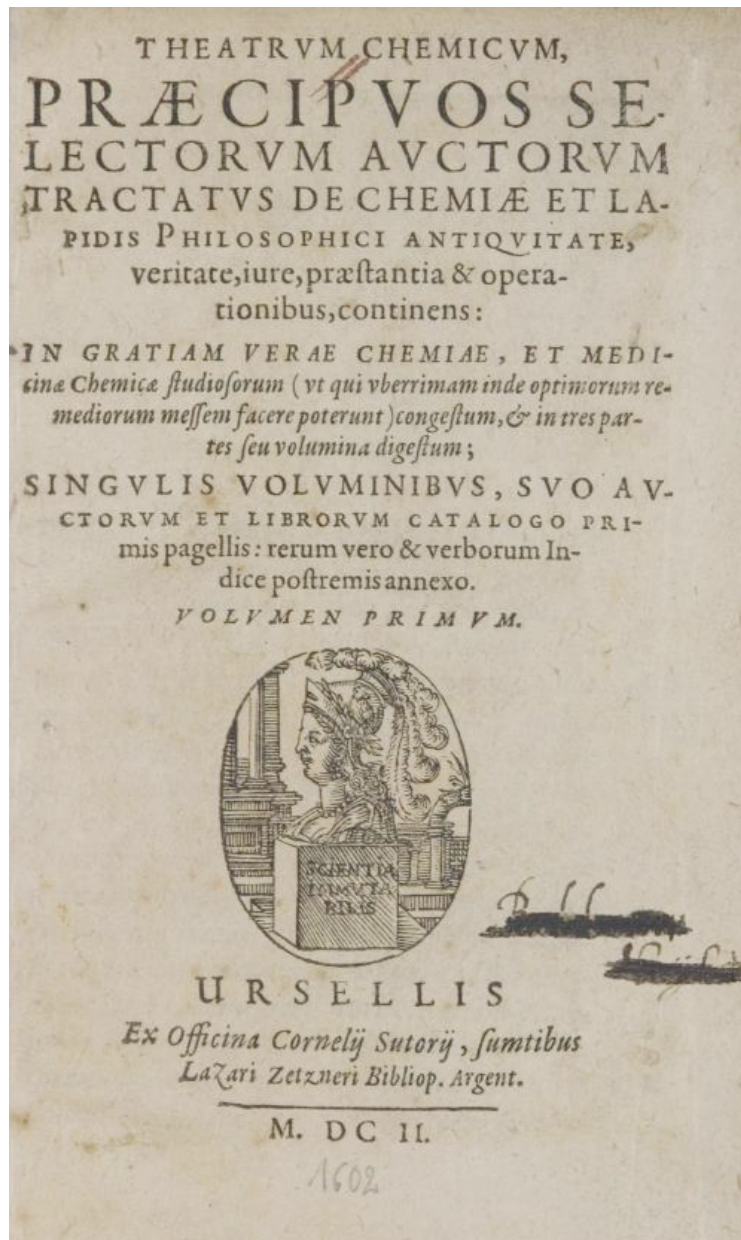 THEATRVM CHEMICVM,
PRÆCIPVOS SE-
LECTORVM AVCTORVM
TRACTATVS DE CHEMIÆ ET LA-
PIDIS PHILOSOPHICI ANTIQVITATE,
veritate, iure, præſtantia & opera-
tionibus, continens:
IN GRATIAM VERAE CHEMIAE, ET MEDI-
cinæ Chemicæ ſtudioſorum (vt qui vberrimam inde optimorum re-
mediorum meſſem facere poterunt) congeſtum, & in tres par-
tes ſeu volumina digeſtum;
SINGVLIS VOLVMINIBVS, SVO AV-
CTORVM ET LIBRORVM CATALOGO PRI-
mis pagellis: rerum vero & verborum In-
dice poſtremis annexo.
VOLVMEN PRIMVM.
SCIENTIA
IMMVTA
BILIS
URSELLIS
Ex Officina Cornelij Sutorij, ſumtibus
Lazari Zetzneri Bibliop. Argent.
M. DC II.
1602